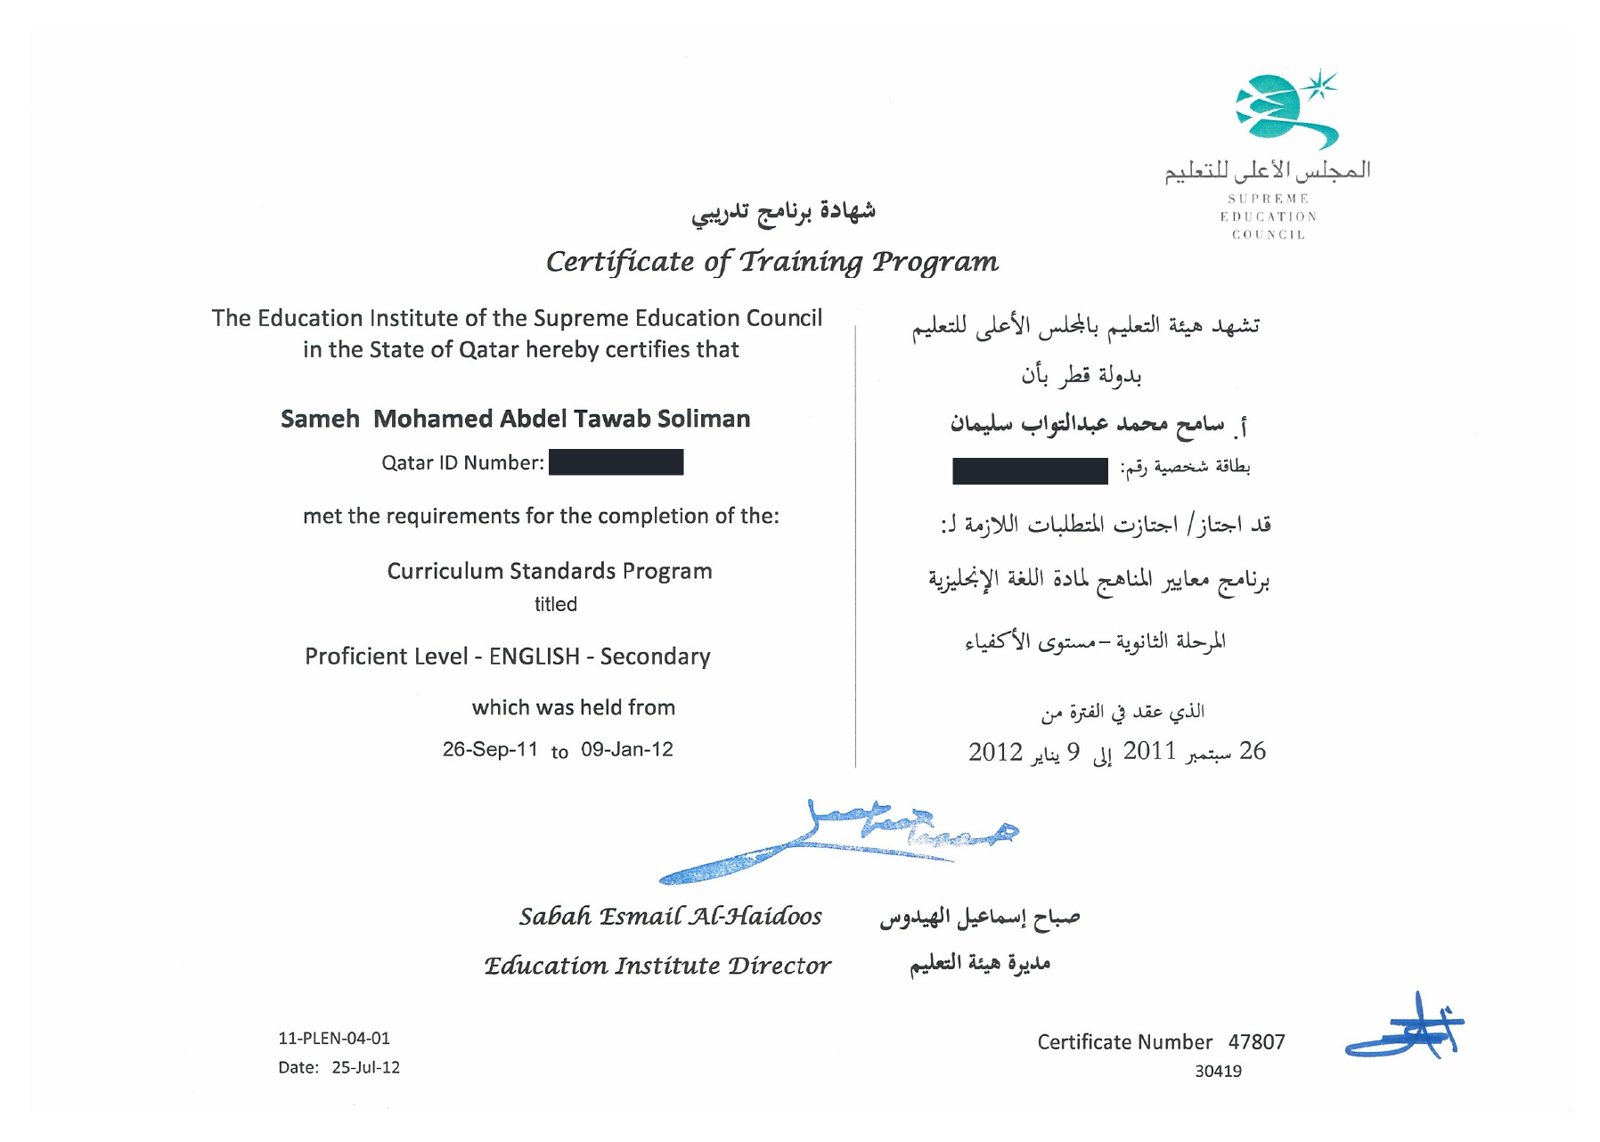 المجلس الأعلى للتعليم
SUPREME
EDUCATION
COUNCIL
شهادة برنامج تدريبي
Certificate of Training Program
The Education Institute of the Supreme Education Council
in the State of Qatar hereby certifies that
Sameh Mohamed Abdel Tawab Soliman
Qatar ID Number:
met the requirements for the completion of the:
Curriculum Standards Program
titled
Proficient Level - ENGLISH - Secondary
which was held from
26-Sep-11 to 09-Jan-12
تشهد هيئة التعليم بالمجلس الأعلى للتعليم
بدولة قطر بأن
أ. سامح محمد عبدالتواب سليمان
بطاقة شخصية رقم:
قد اجتاز/ اجتازت المتطلبات اللازمة لـ:
برنامج معايير المناهج لمادة اللغة الإنجليزية
المرحلة الثانوية – مستوى الأكفياء
الذي عقد في الفترة من
26 سبتمبر 2011 إلى 9 يناير 2012
Sabah Esmail Al-Haidoos
صباح إسماعيل الهيدوس
Education Institute Director
مديرة هيئة التعليم
11-PLEN-04-01
Date: 25-Jul-12
Certificate Number 47807
30419